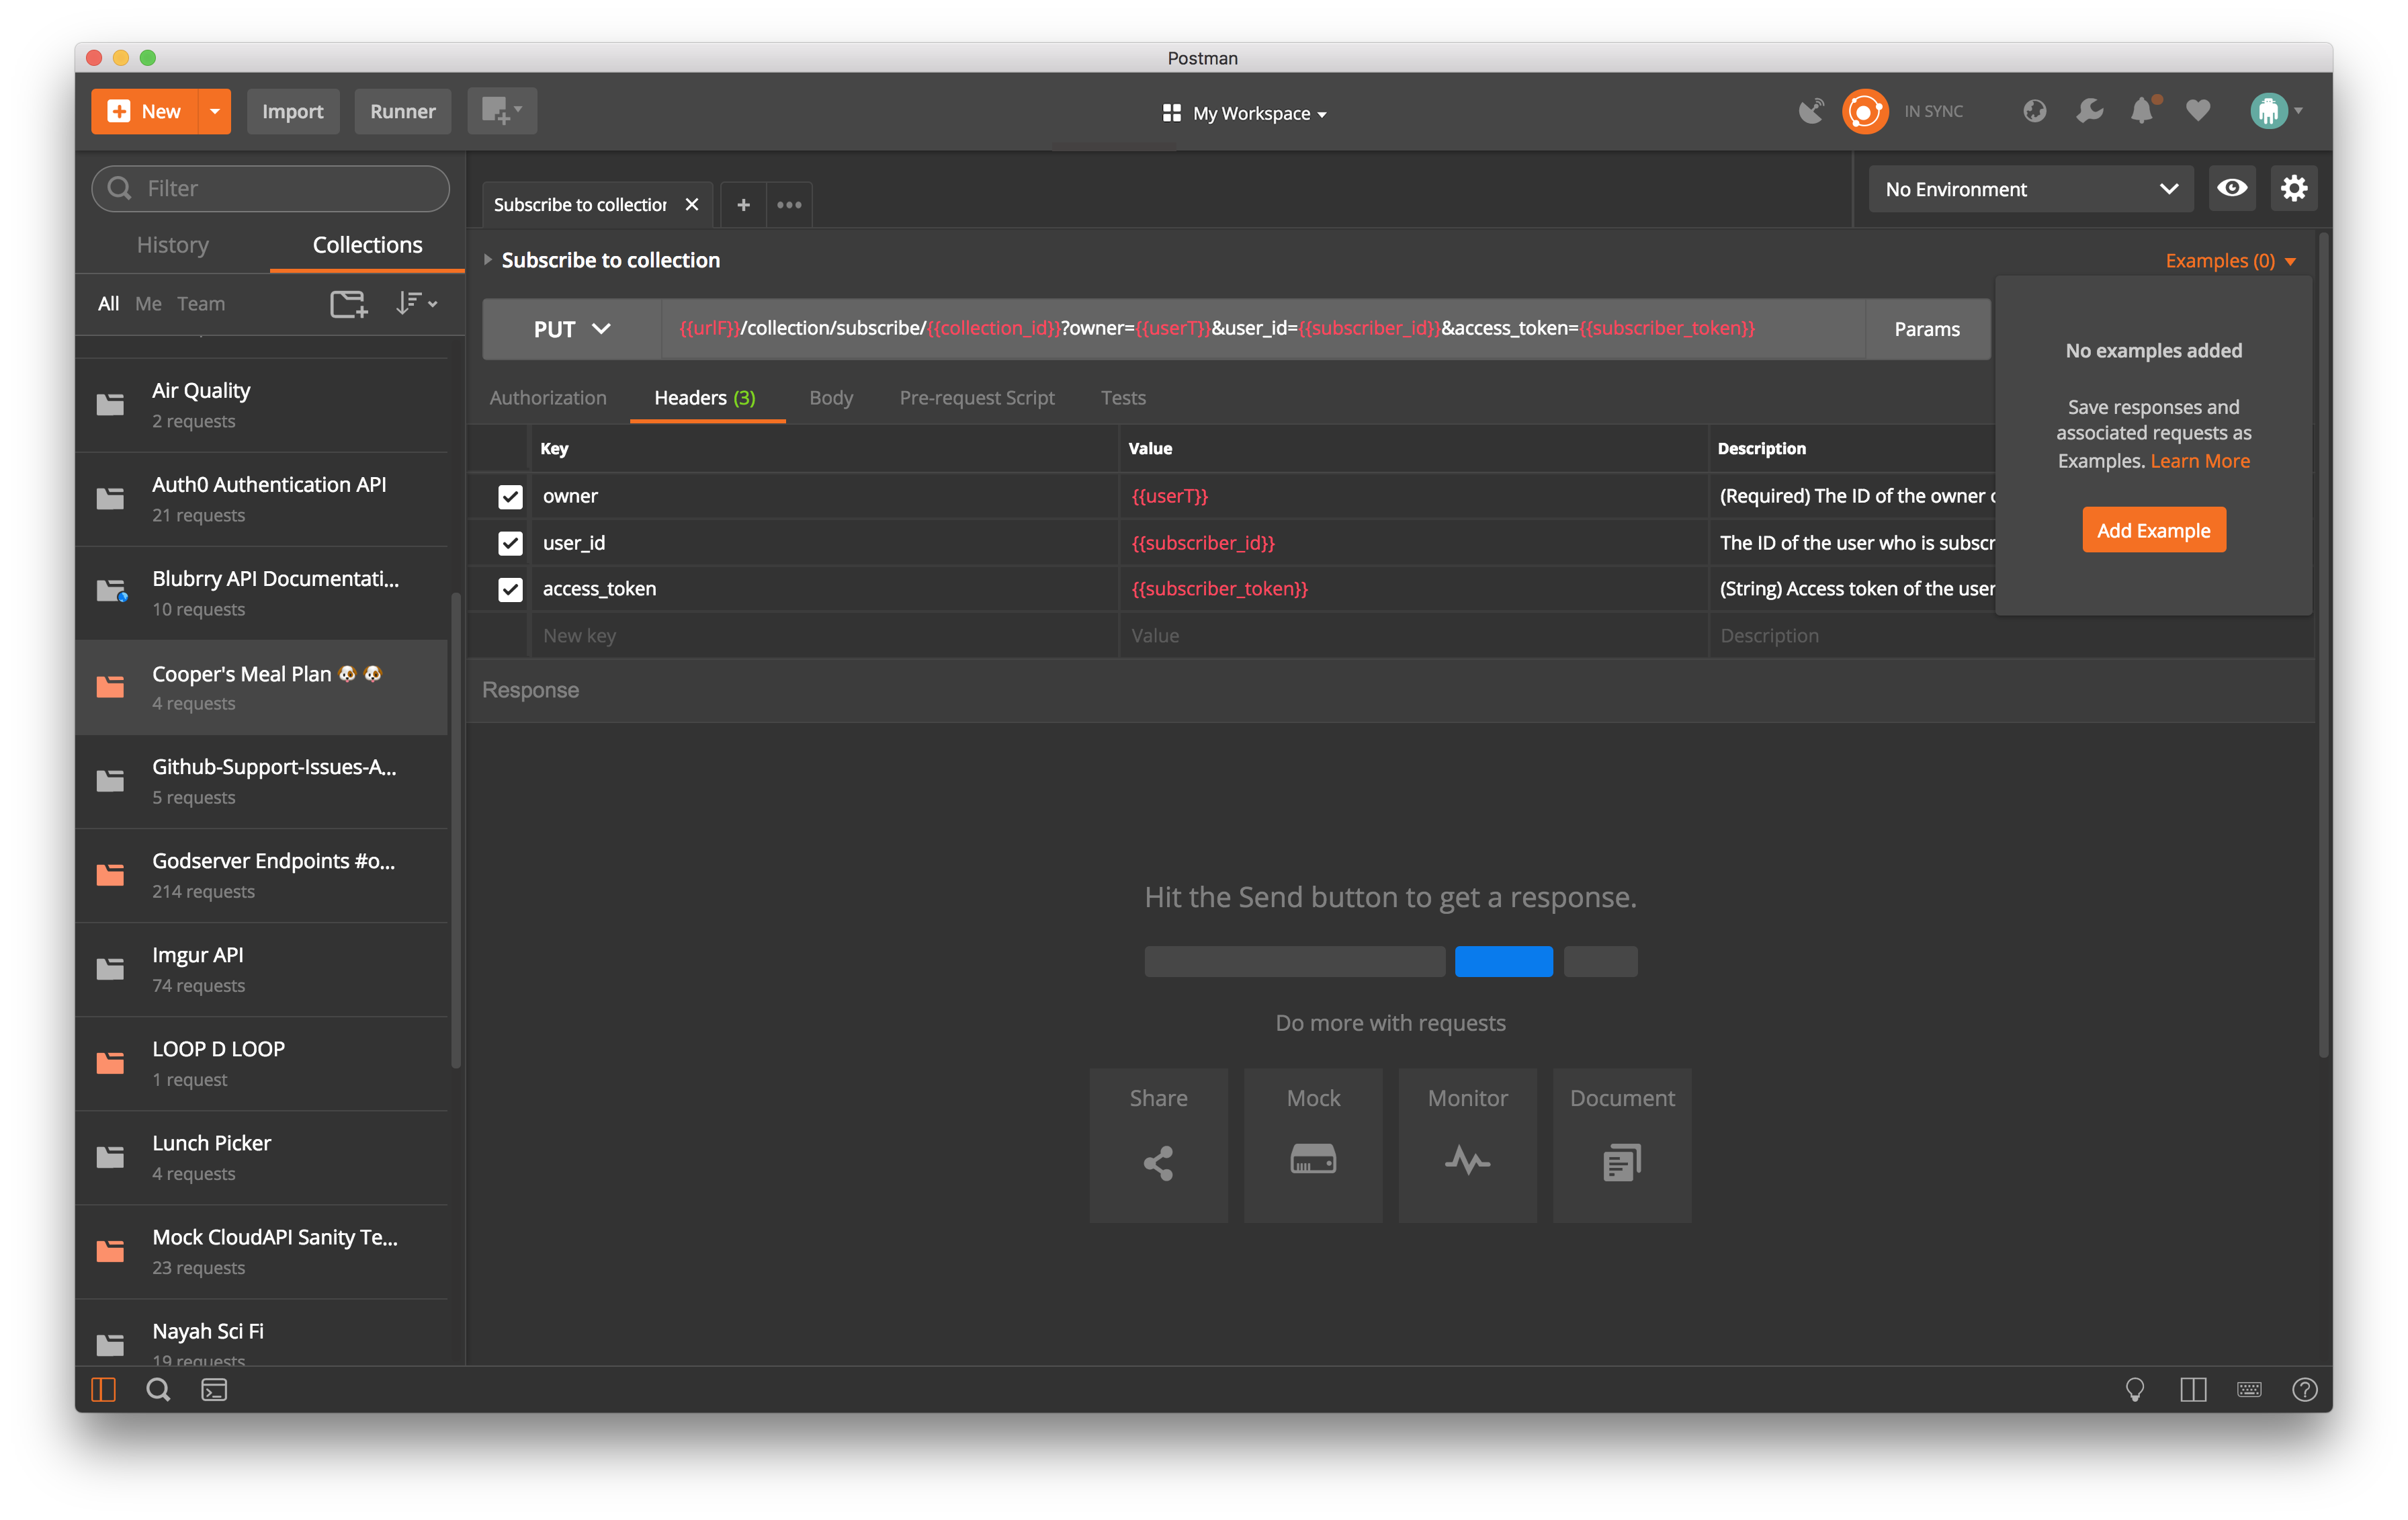 Postman
New
Import
Runner
My Workspace
IN SYNC
Filter
History
Collections
All
Me
Team
Air Quality
2 requests
Auth0 Authentication API
21 requests
Blubrry API Documentati...
10 requests
Cooper's Meal Plan 🐶 🐶
4 requests
Github-Support-Issues-A...
5 requests
Godserver Endpoints #o...
214 requests
Imgur API
74 requests
LOOP D LOOP
1 request
Lunch Picker
4 requests
Mock CloudAPI Sanity Te...
23 requests
Nayah Sci Fi
19 requests
Subscribe to collection
No Environment
Subscribe to collection
Examples (0)
PUT
{{urlF}}/collection/subscribe/{{collection_id}}?owner={{userT}}&user_id={{subscriber_id}}&access_token={{subscriber_token}}
Params
Authorization
Headers (3)
Body
Pre-request Script
Tests
Key
Value
Description
owner
{{userT}}
(Required) The ID of the owner
user_id
{{subscriber_id}}
The ID of the user who is subscr
access_token
{{subscriber_token}}
(String) Access token of the user
New key
Value
Description
No examples added
Save responses and
associated requests as
Examples. Learn More
Add Example
Response
Hit the Send button to get a response.
Do more with requests
Share
Mock
Monitor
Document